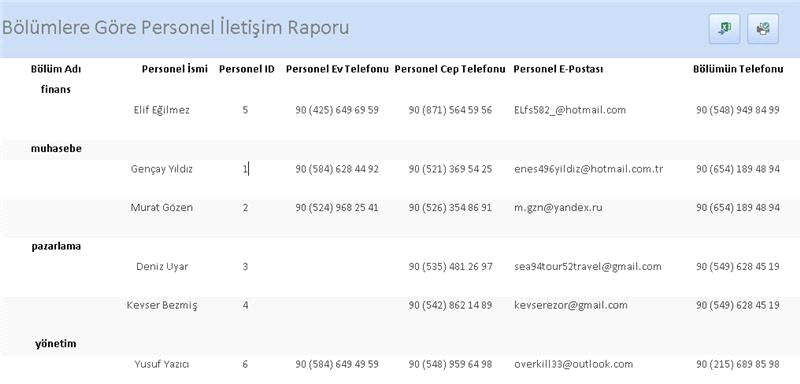 Bölümlere Göre Personel İletişim Raporu
Bölüm Adı Personel İsmi Personel ID Personel Ev Telefonu Personel Cep Telefonu Personel E-Postası Bölümün Telefonu
finans
Elif Eğilmez 5 90 (425) 649 69 59 90 (871) 564 59 56 ELfs582_@hotmail.com 90 (548) 949 84 99
muhasebe
Gençay Yıldız 1 90 (584) 628 44 92 90 (521) 369 54 25 enes496yildiz@hotmail.com.tr 90 (654) 189 48 94
Murat Gözen 2 90 (524) 968 25 41 90 (526) 354 86 91 m.gzn@yandex.ru 90 (654) 189 48 94
pazarlama
Deniz Uyar 3 90 (535) 481 26 97 sea94tour52travel@gmail.com 90 (549) 628 45 19
Kevser Bezmiş 4 90 (542) 862 14 89 kevserezor@gmail.com 90 (549) 628 45 19
yönetim
Yusuf Yazıcı 6 90 (584) 649 49 59 90 (548) 959 64 98 overkill33@outlook.com 90 (215) 689 85 98